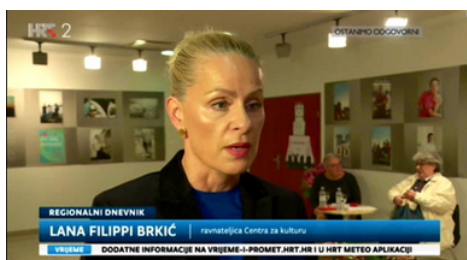 HRT 2
OSTANIMO ODGOVORNI
REGIONALNI DNEVNIK
LANA FILIPPI BRKIĆ
ravnateljica Centra za kulturu
VRIJEME
DODATNE INFORMACIJE NA VRIJEME-I-PROMET.HRT.HR I U HRT METEO APLIKACIJI